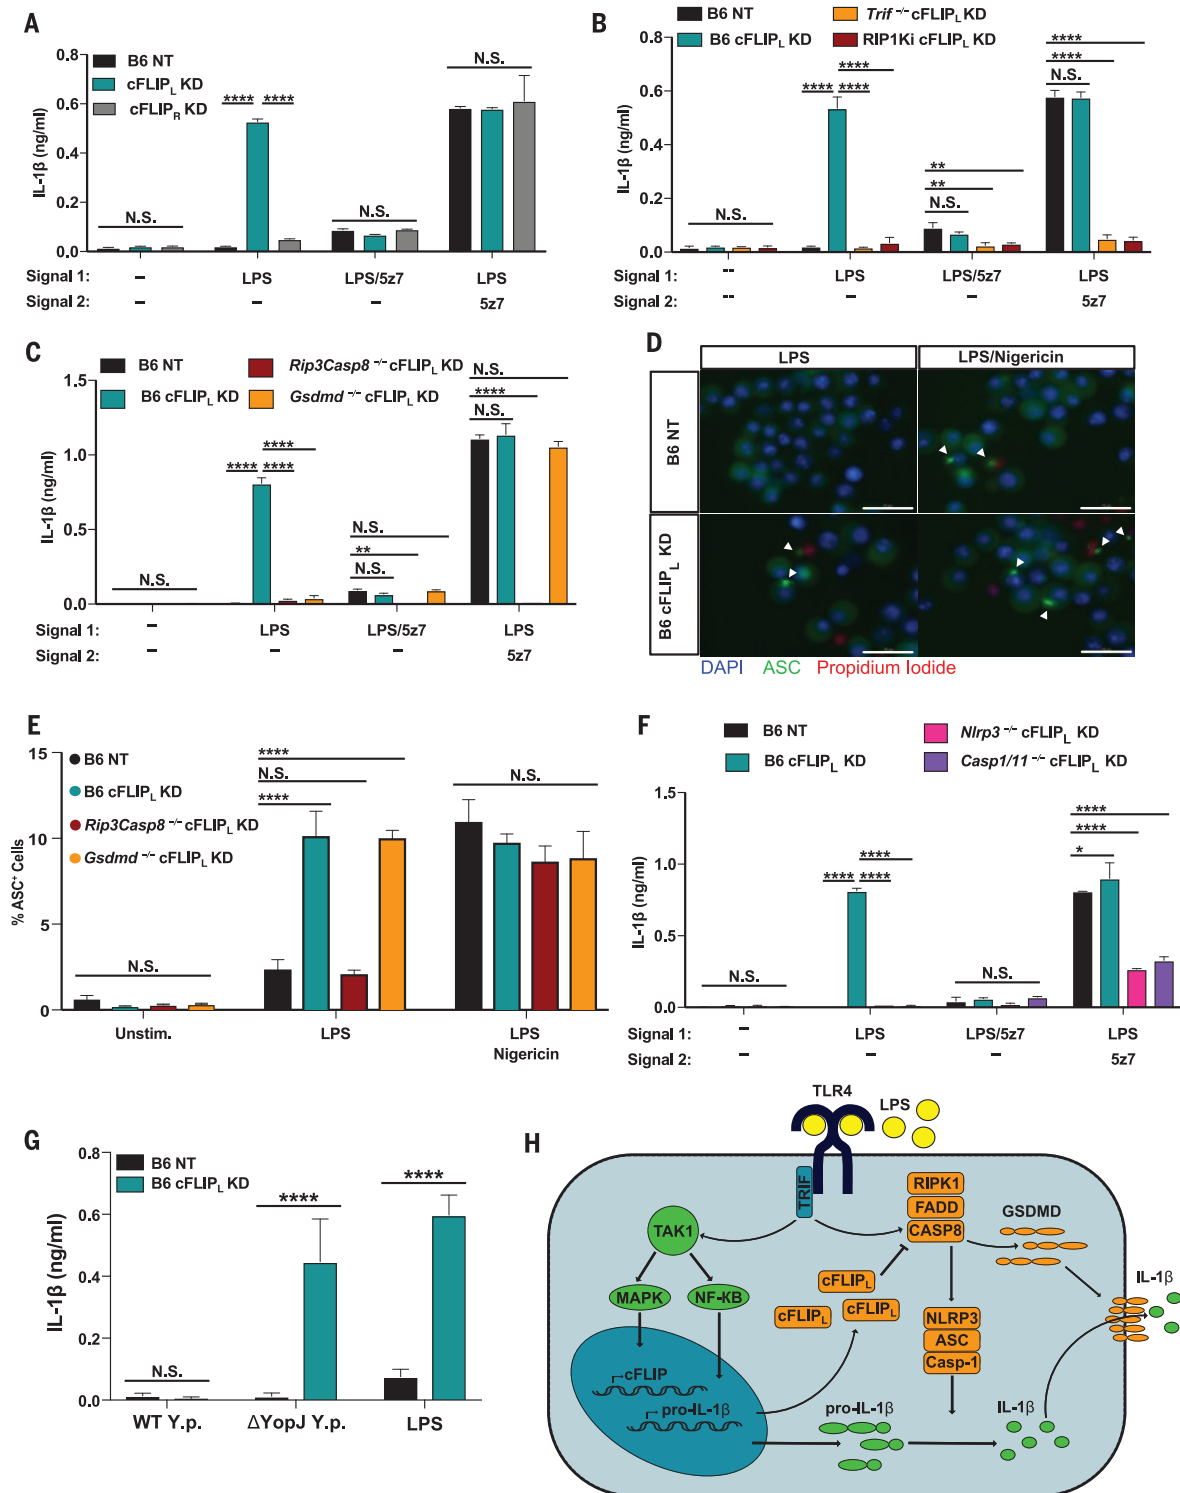 A
B6 NT
cFLIPL KD
cFLIPR KD
IL-1β (ng/ml)
0.8
0.6
0.4
0.2
0.0
N.S.
**** ****
N.S.
N.S.
Signal 1: – LPS LPS/5z7 LPS
Signal 2: – – – 5z7
B
B6 NT
B6 cFLIPL KD
Trif -/- cFLIPL KD
RIP1Ki cFLIPL KD
IL-1β (ng/ml)
0.8
0.6
0.4
0.2
0.0
N.S.
****
**** ****
**
**
N.S.
****
****
N.S.
Signal 1: -- LPS LPS/5z7 LPS
Signal 2: -- – – 5z7
C
B6 NT
B6 cFLIPL KD
Rip3Casp8 -/- cFLIPL KD
Gsdmd -/- cFLIPL KD
IL-1β (ng/ml)
1.5
1.0
0.5
0.0
N.S.
****
**** ****
N.S.
**
N.S.
N.S.
****
N.S.
Signal 1: – LPS LPS/5z7 LPS
Signal 2: – – – 5z7
D
LPS
LPS/Nigericin
B6 NT
B6 cFLIPL KD
DAPI ASC Propidium Iodide
E
B6 NT
B6 cFLIPL KD
Rip3Casp8 -/- cFLIPL KD
Gsdmd -/- cFLIPL KD
% ASC+ Cells
15
10
5
0
N.S.
****
N.S.
****
N.S.
Unstim. LPS LPS
Nigericin
F
B6 NT
B6 cFLIPL KD
Nlrp3 -/- cFLIPL KD
Casp1/11 -/- cFLIPL KD
IL-1β (ng/ml)
1.5
1.0
0.5
0.0
N.S.
****
**** ****
N.S.
****
****
*
Signal 1: – LPS LPS/5z7 LPS
Signal 2: – – – 5z7
G
B6 NT
B6 cFLIPL KD
IL-1β (ng/ml)
0.8
0.6
0.4
0.2
0.0
N.S.
****
****
WT Y.p. ΔYopJ Y.p. LPS
H
TLR4
LPS
TRIF
RIPK1
FADD
CASP8
GSDMD
TAK1
MAPK
NF-KB
cFLIPL
cFLIPL
cFLIPL
NLRP3
ASC
Casp-1
IL-1β
cFLIP
pro-IL-1β
pro-IL-1β
IL-1β